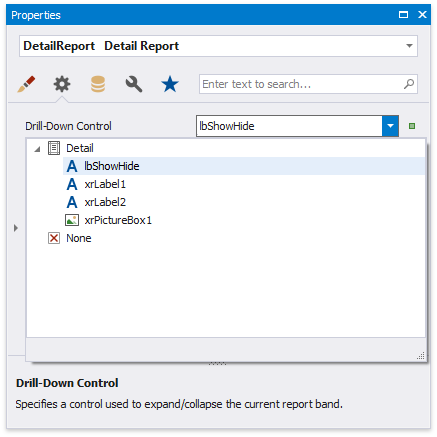 Properties
DetailReport Detail Report
Enter text to search...
Drill-Down Control lbShowHide
Detail
lbShowHide
xrLabel1
xrLabel2
xrPictureBox1
None
Drill-Down Control
Specifies a control used to expand/collapse the current report band.